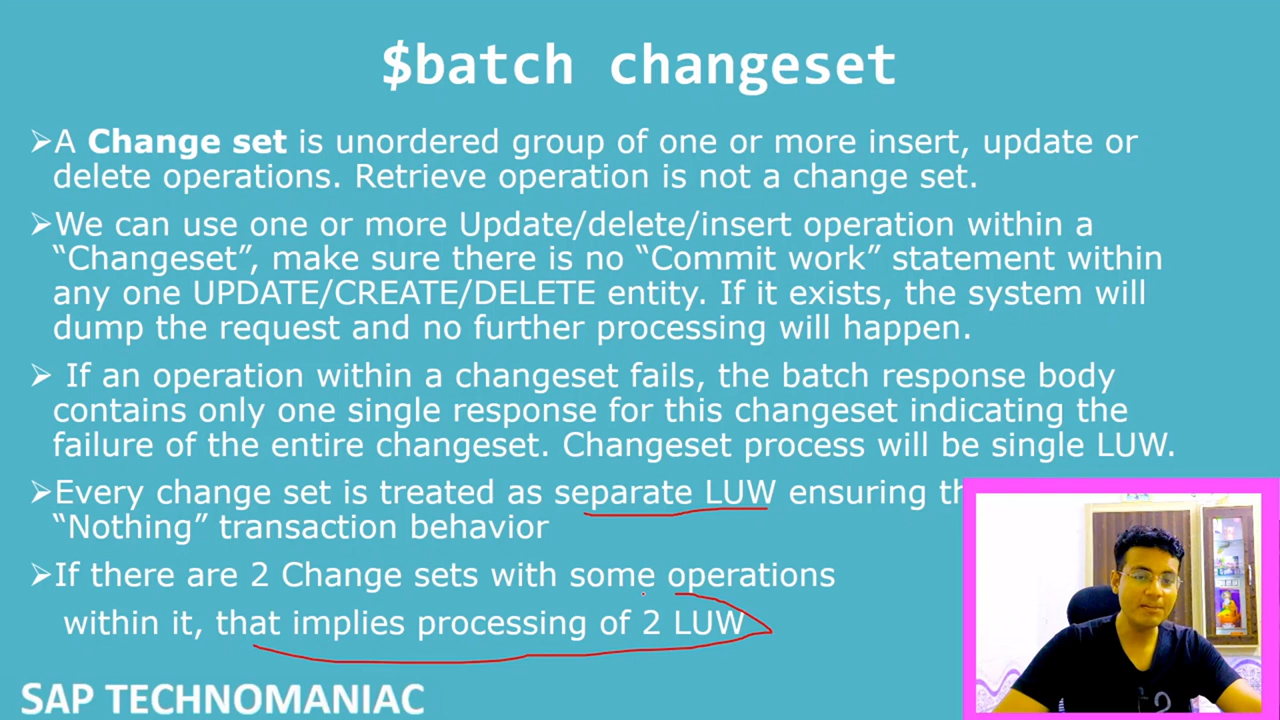 $batch changeset
➢A Change set is unordered group of one or more insert, update or
delete operations. Retrieve operation is not a change set.
➢We can use one or more Update/delete/insert operation within a
“Changeset”, make sure there is no “Commit work” statement within
any one UPDATE/CREATE/DELETE entity. If it exists, the system will
dump the request and no further processing will happen.
➢ If an operation within a changeset fails, the batch response body
contains only one single response for this changeset indicating the
failure of the entire changeset. Changeset process will be single LUW.
➢Every change set is treated as separate LUW ensuring
“Nothing” transaction behavior
➢If there are 2 Change sets with some operations
within it, that implies processing of 2 LUW
SAP TECHNOMANIAC